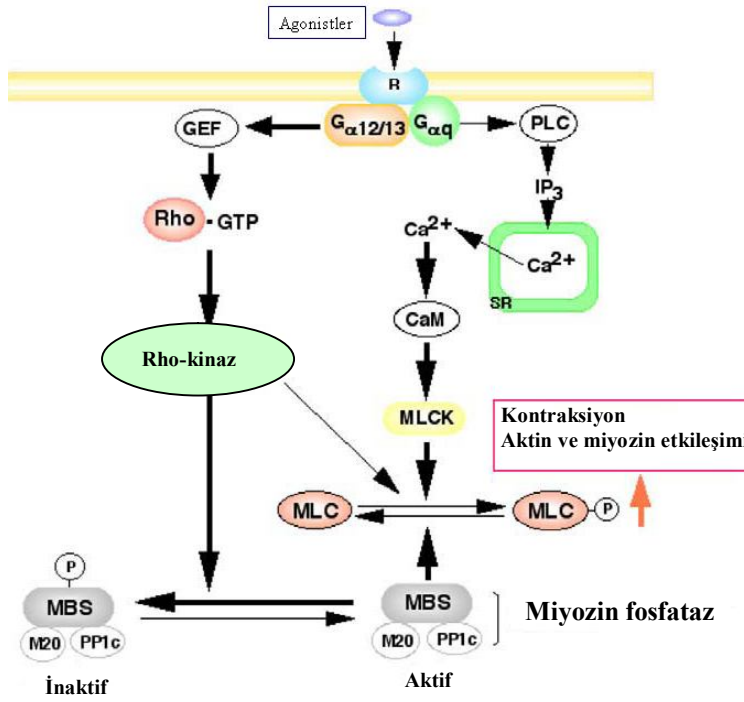 Agonistler
R
GEF
Gα12/13
Gαq
PLC
IP3
Rho - GTP
Ca2+
Ca2+
SR
CaM
Rho-kinaz
MLCK
Kontraksiyon
Aktin ve miyozin etkileşimi
MLC
MLC P
P
MBS
MBS
Miyozin fosfataz
M20 PP1c
M20 PP1c
İnaktif
Aktif